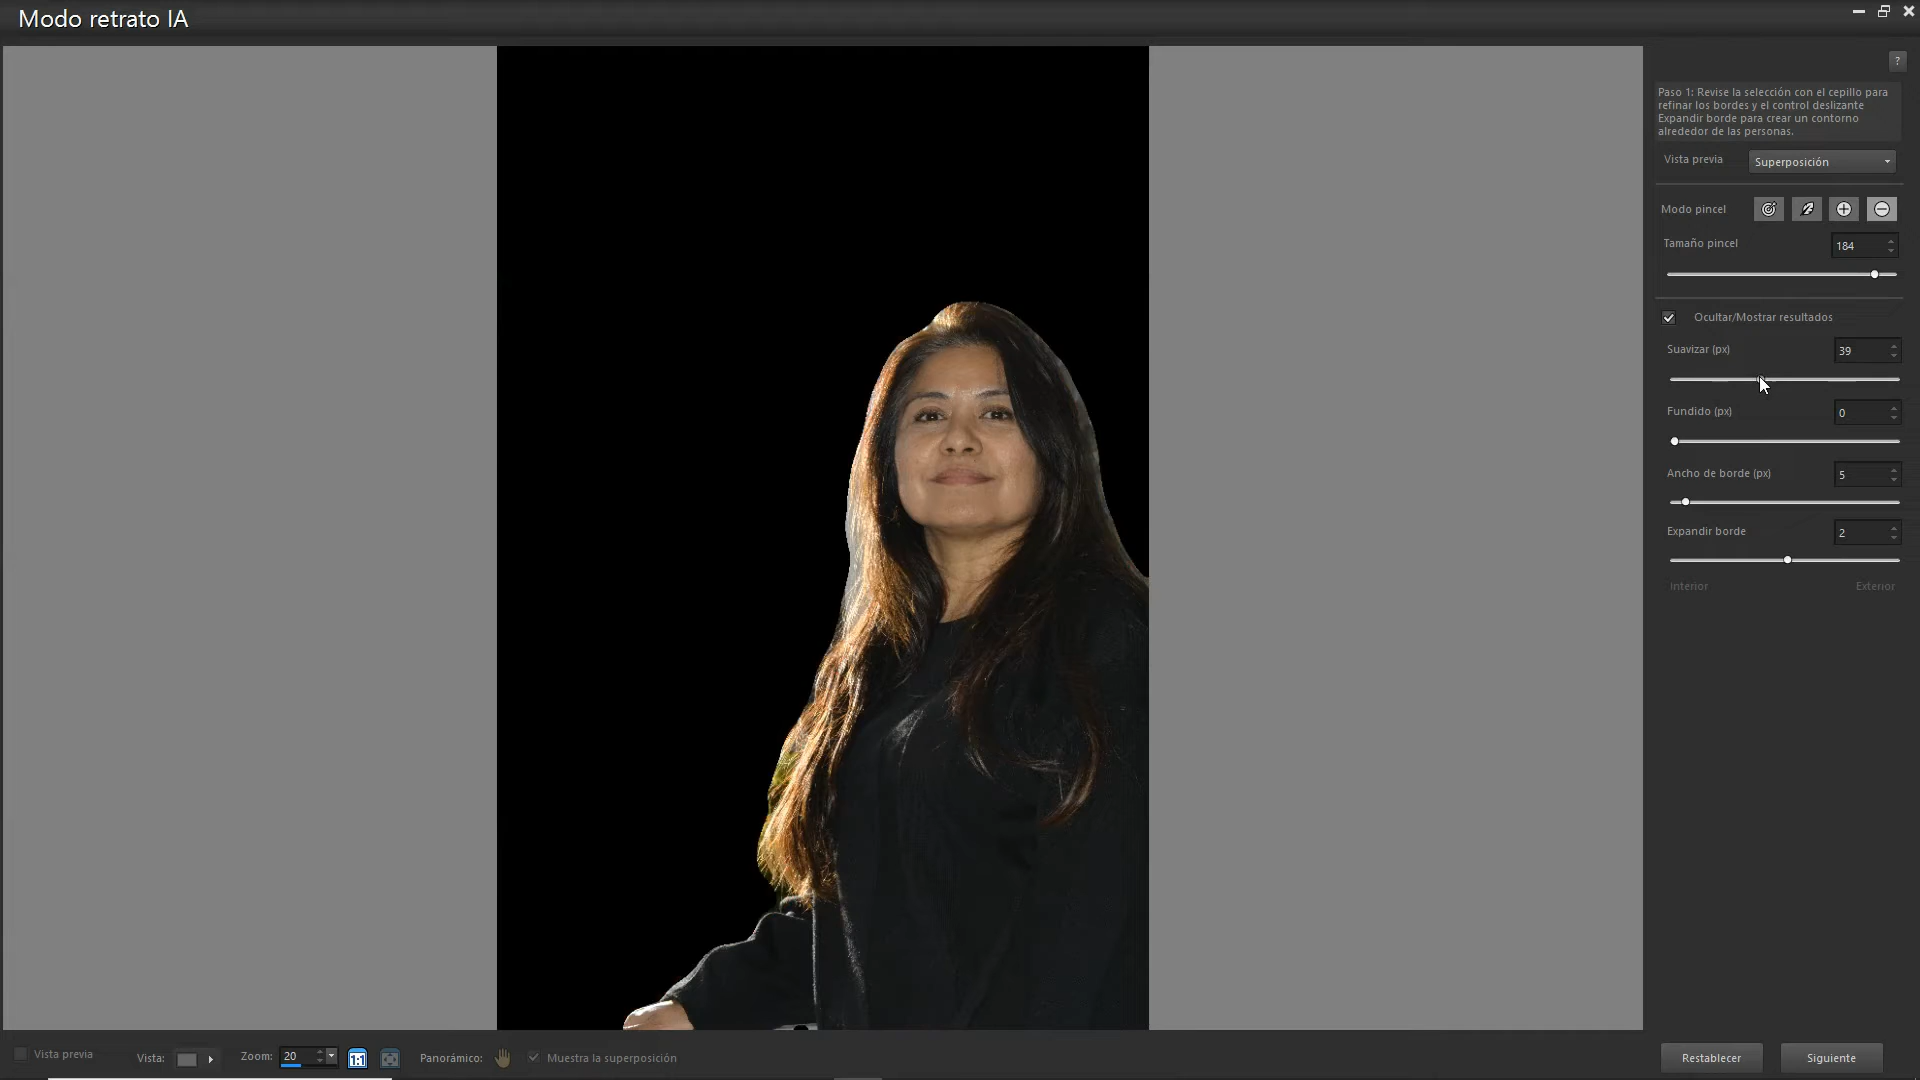 Modo retrato IA
?
Paso 1: Revise la selección con el cepillo para
refinar los bordes y el control deslizante
Expandir borde para crear un contorno
alrededor de las personas.
Vista previa
Superposición
Modo pincel
Tamaño pincel
184
Ocultar/Mostrar resultados
Suavizar (px)
39
Fundido (px)
0
Ancho de borde (px)
5
Expandir borde
2
Interior
Exterior
Vista previa
Vista:
Zoom:
20
1:1
Panorámico:
Muestra la superposición
Restablecer
Siguiente